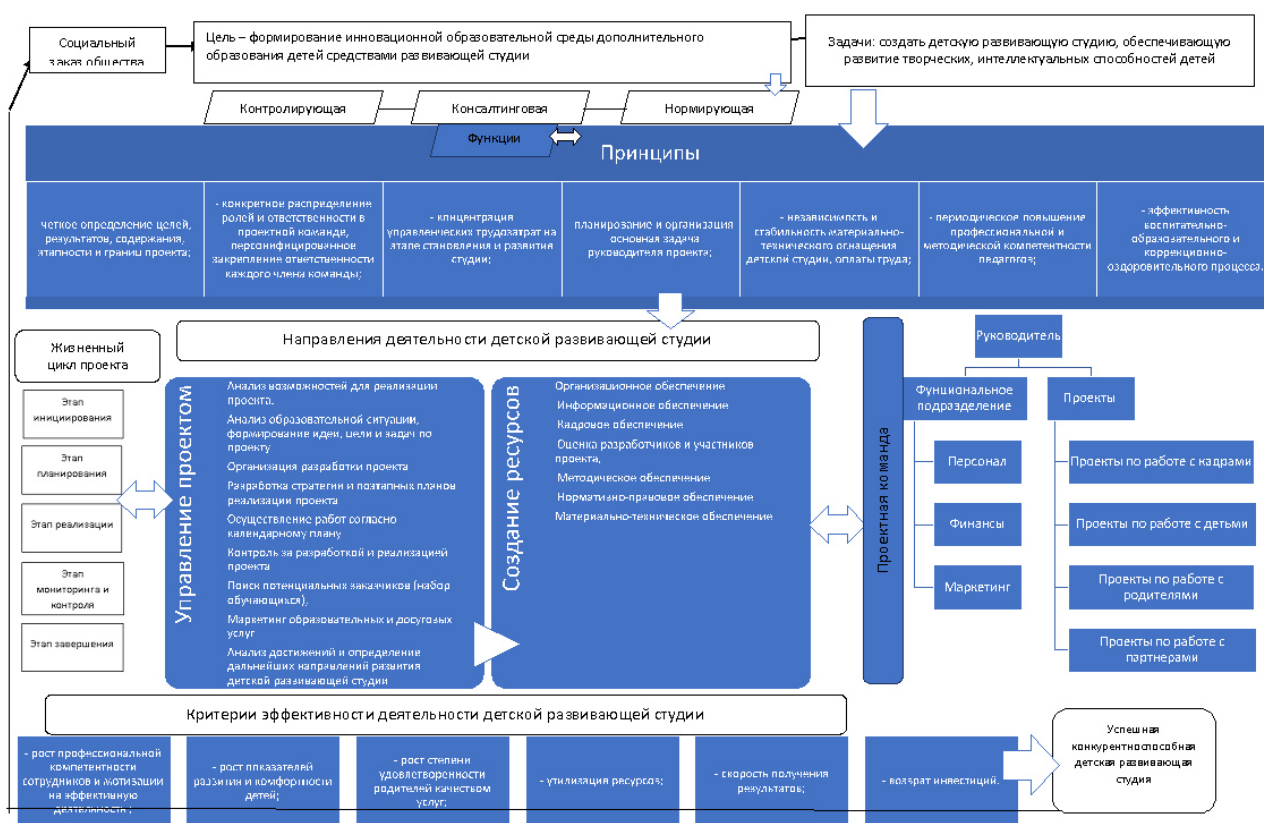 Социальный
заказ общества
Цель – формирование инновационной образовательной среды дополнительного
образования детей средствами развивающей студии
Задачи: создать детскую развивающую студию, обеспечивающую
развитие творческих, интеллектуальных способностей детей
Контролирующая
Консалтинговая
Нормирующая
Функции
Принципы
четкое определение целей,
результатов, содержания,
этапности и границ проекта;
- конкретное распределение
ролей и ответственности в
проектной команде,
персонифицированное
закрепление ответственности
каждого члена команды;
- концентрация
управленческих трудозатрат на
этапе становления и развития
студии;
планирование и организация
основная задача
руководителя проекта;
- независимость и
стабильность материально-
технического оснащения
детской студии, оплаты труда;
- периодическое повышение
профессиональной и
методической компетентности
педагогов;
- эффективность
воспитательно-
образовательного и
коррекционно-
оздоровительного процесса.
Жизненный
цикл проекта
Этап
инициирования
Этап
планирования
Этап реализации
Этап
мониторинга и
контроля
Этап завершения
Направления деятельности детской развивающей студии
Управление проектом
Анализ возможностей для реализации
проекта.
Анализ образовательной ситуации,
формирование идеи, цели и задач по
проекту
Организация разработки проекта
Разработка стратегии и поэтапных планов
реализации проекта
Осуществление работ согласно
календарному плану
Контроль за разработкой и реализацией
проекта
Поиск потенциальных заказчиков (набор
обучающихся),
Маркетинг образовательных и досуговых
услуг
Анализ достижений и определение
дальнейших направлений развития
детской развивающей студии
Создание ресурсов
Организационное обеспечение
Информационное обеспечение
Кадровое обеспечение
Оценка разработчиков и участников
проекта,
Методическое обеспечение
Нормативно-правовое обеспечение
Материально-техническое обеспечение
Проектная команда
Руководитель
Фунциональное
подразделение
Проекты
Персонал
Финансы
Маркетинг
Проекты по работе с кадрами
Проекты по работе с детьми
Проекты по работе с
родителями
Проекты по работе с
партнерами
Критерии эффективности деятельности детской развивающей студии
- рост профессиональной
компетентности
сотрудников и мотизации
на эффективную
деятельность ;
- рост показателей
развития и комфортности
детей;
- рост степени
удовлетворенности
родителей качеством
услуг;
- утилизация ресурсов;
- скорость получения
результатов;
- возврат инвестиций.
Успешная
конкурентноспособная
детская развивающая
студия